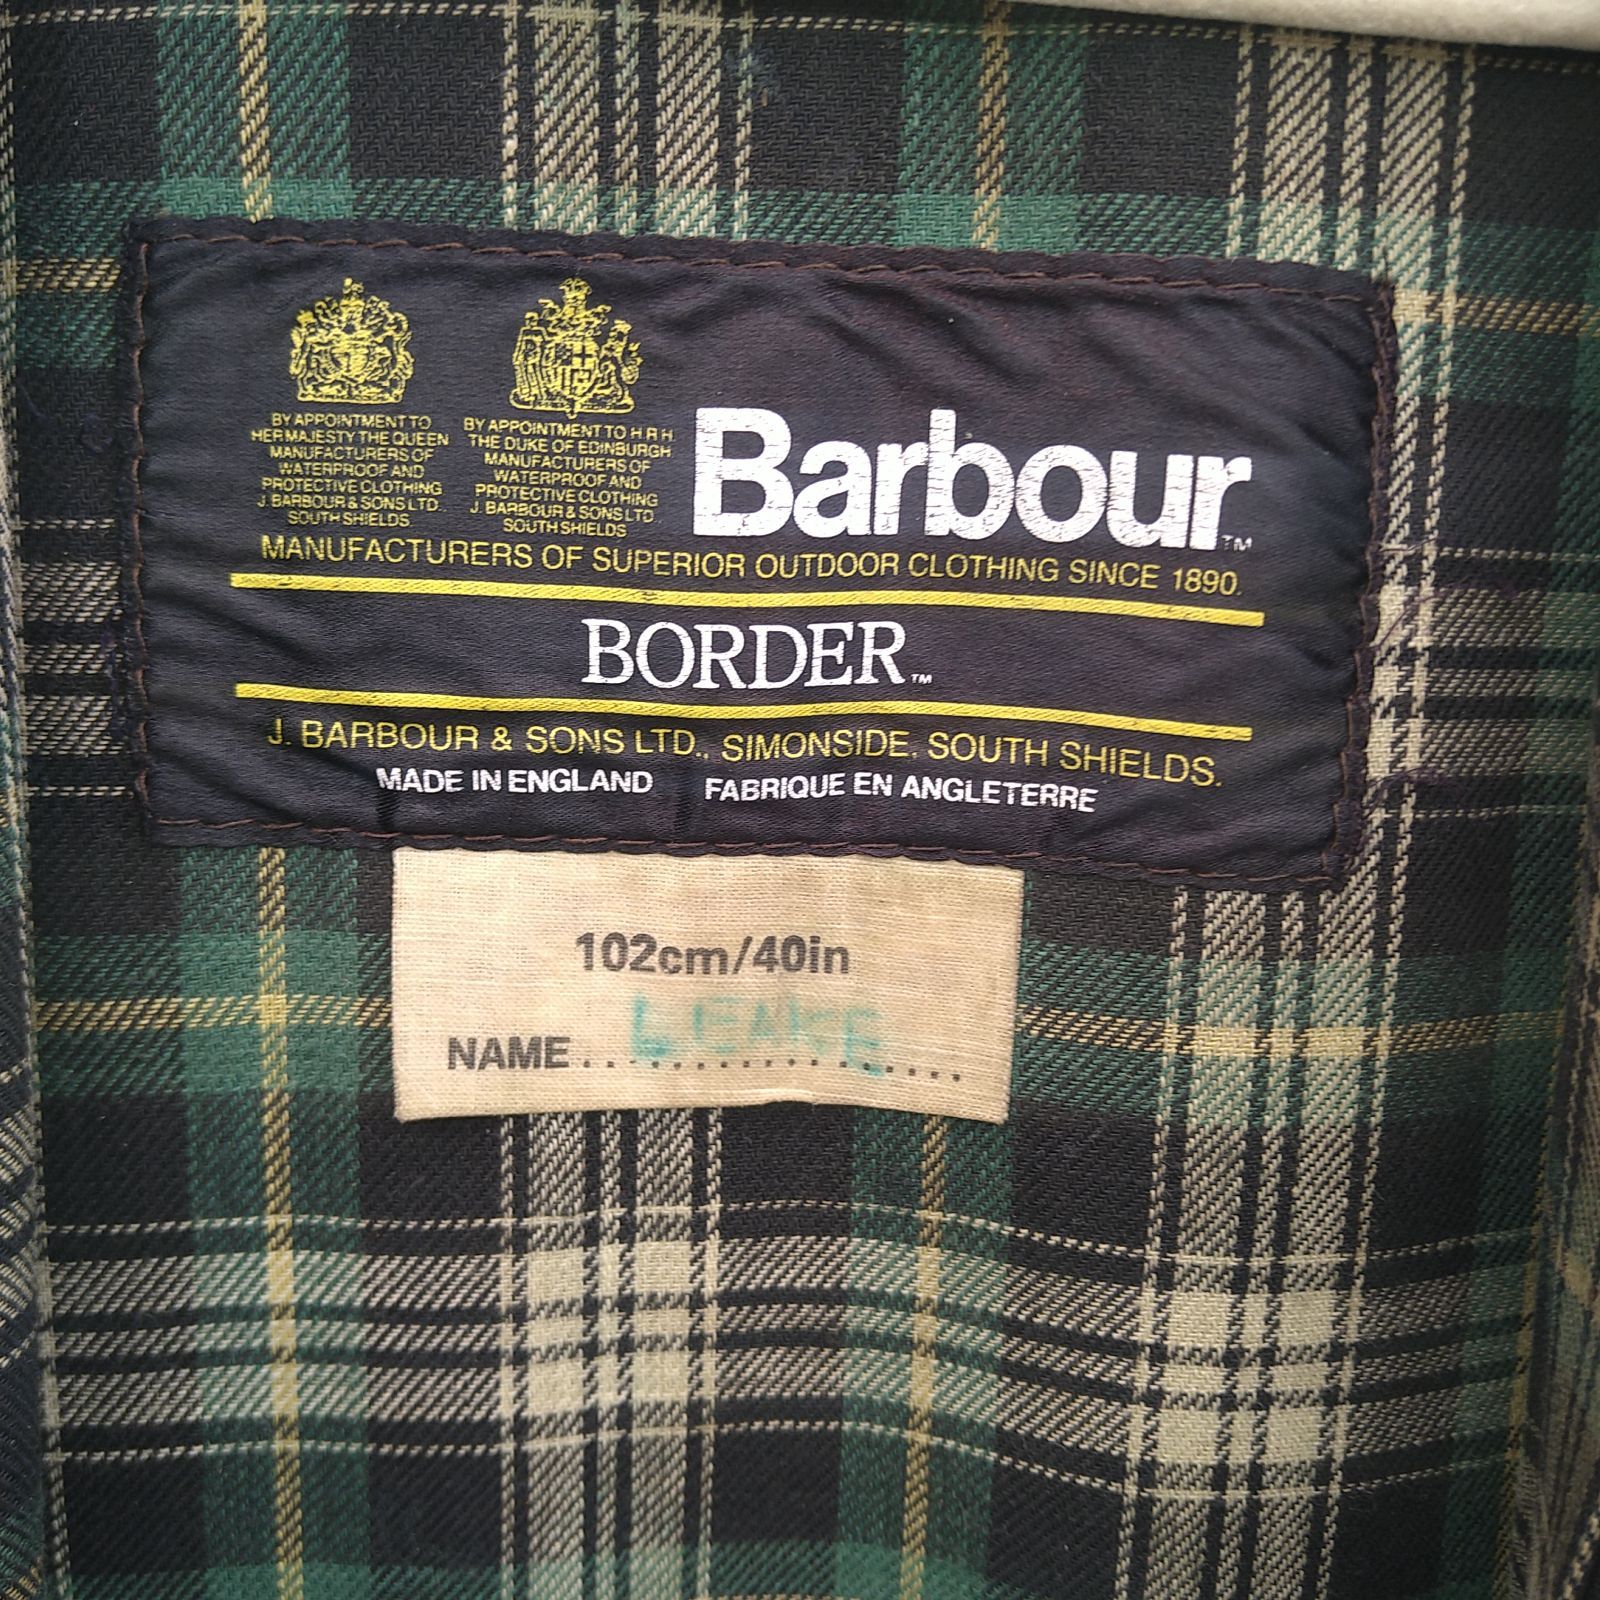 BY APPOINTMENT TO
HER MAJESTY THE QUEEN
MANUFACTURERS OF
WATERPROOF AND
PROTECTIVE CLOTHING
J. BARBOUR & SONS LTD.
SOUTH SHIELDS
BY APPOINTMENT TO H.R.H.
THE DUKE OF EDINBURGH
MANUFACTURERS OF
WATERPROOF AND
PROTECTIVE CLOTHING
J. BARBOUR & SONS LTD.
SOUTH SHIELDS
Barbour™
MANUFACTURERS OF SUPERIOR OUTDOOR CLOTHING SINCE 1890.
BORDER™
J. BARBOUR & SONS LTD., SIMONSIDE, SOUTH SHIELDS.
MADE IN ENGLAND FABRIQUE EN ANGLETERRE
102cm/40in
NAME.................. LEAKE